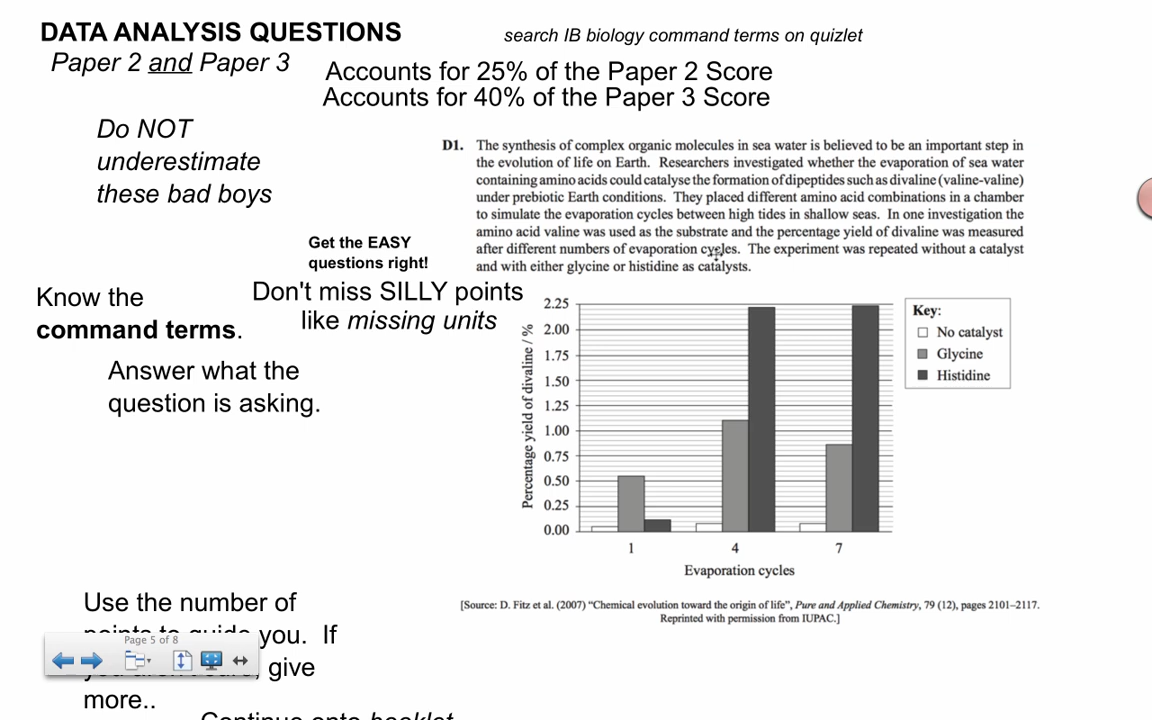 DATA ANALYSIS QUESTIONS
search IB biology command terms on quizlet
Paper 2 and Paper 3
Accounts for 25% of the Paper 2 Score
Accounts for 40% of the Paper 3 Score
Do NOT
underestimate
these bad boys
Get the EASY
questions right!
Don't miss SILLY points
like missing units
Know the
command terms.
Answer what the
question is asking.
D1. The synthesis of complex organic molecules in sea water is believed to be an important step in
the evolution of life on Earth. Researchers investigated whether the evaporation of sea water
containing amino acids could catalyse the formation of dipeptides such as divaline (valine-valine)
under prebiotic Earth conditions. They placed different amino acid combinations in a chamber
to simulate the evaporation cycles between high tides in shallow seas. In one investigation the
amino acid valine was used as the substrate and the percentage yield of divaline was measured
after different numbers of evaporation cycles. The experiment was repeated without a catalyst
and with either glycine or histidine as catalysts.
Percentage yield of divaline / %
2.25
2.00
1.75
1.50
1.25
1.00
0.75
0.50
0.25
0.00
1 4 7
Evaporation cycles
Key:
No catalyst
Glycine
Histidine
[Source: D. Fitz et al. (2007) “Chemical evolution toward the origin of life”, Pure and Applied Chemistry, 79 (12), pages 2101–2117.
Reprinted with permission from IUPAC.]
Use the number of
points to guide you. If
give
more..
Page 5 of 8
Continue onto booklet